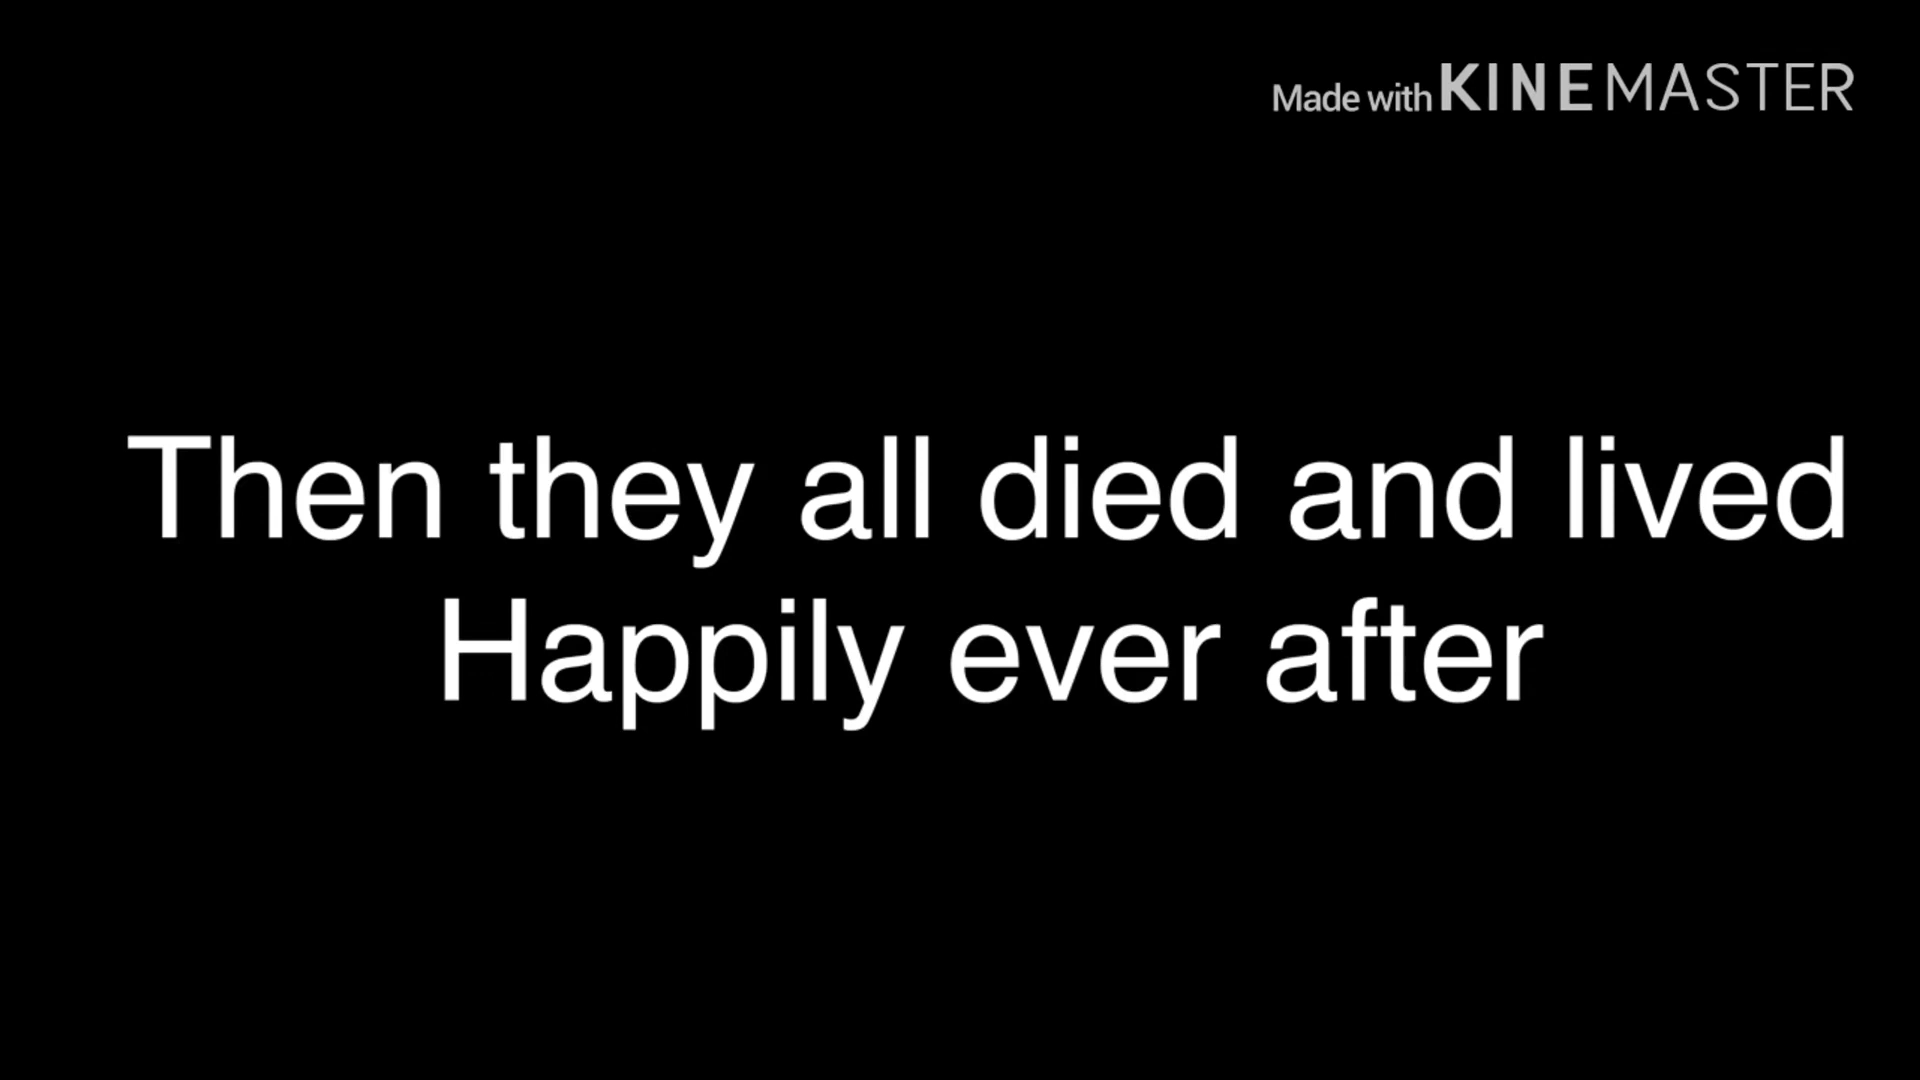 Made with KINEMASTER
Then they all died and lived
Happily ever after